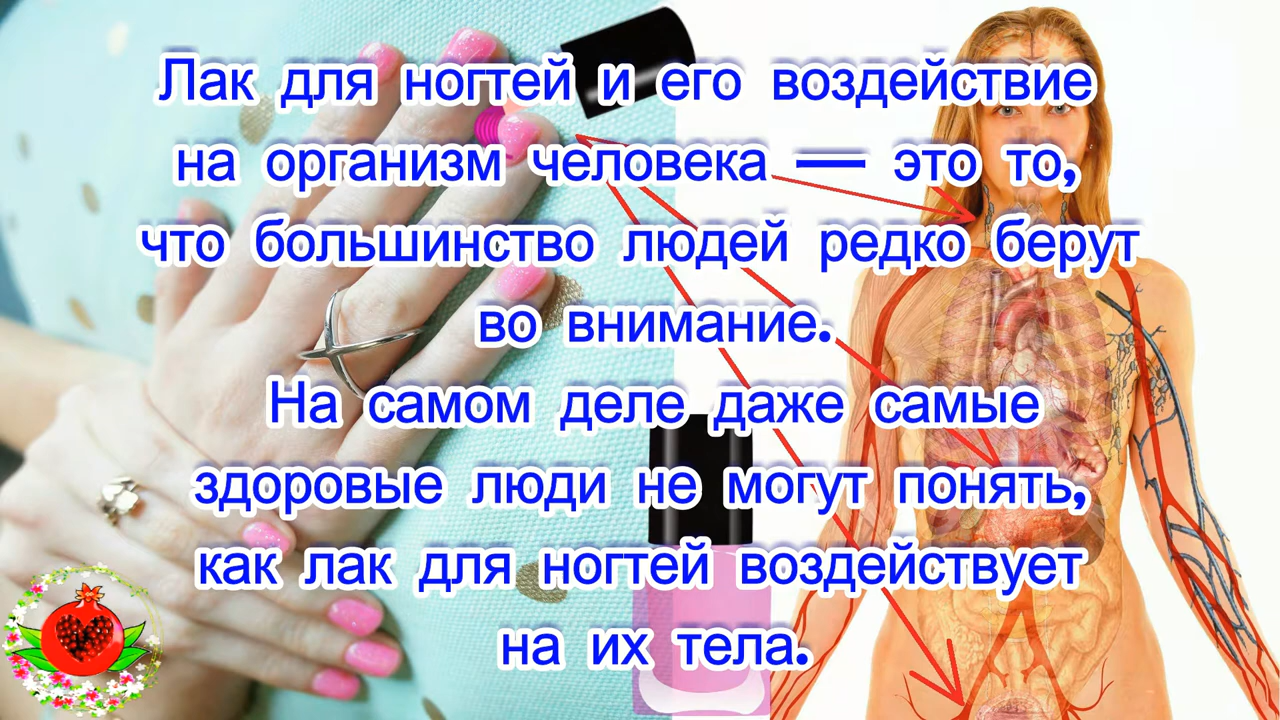 Лак для ногтей и его воздействие
на организм человека — это то,
что большинство людей редко берут
во внимание.
На самом деле даже самые
здоровые люди не могут понять,
как лак для ногтей воздействует
на их тела.